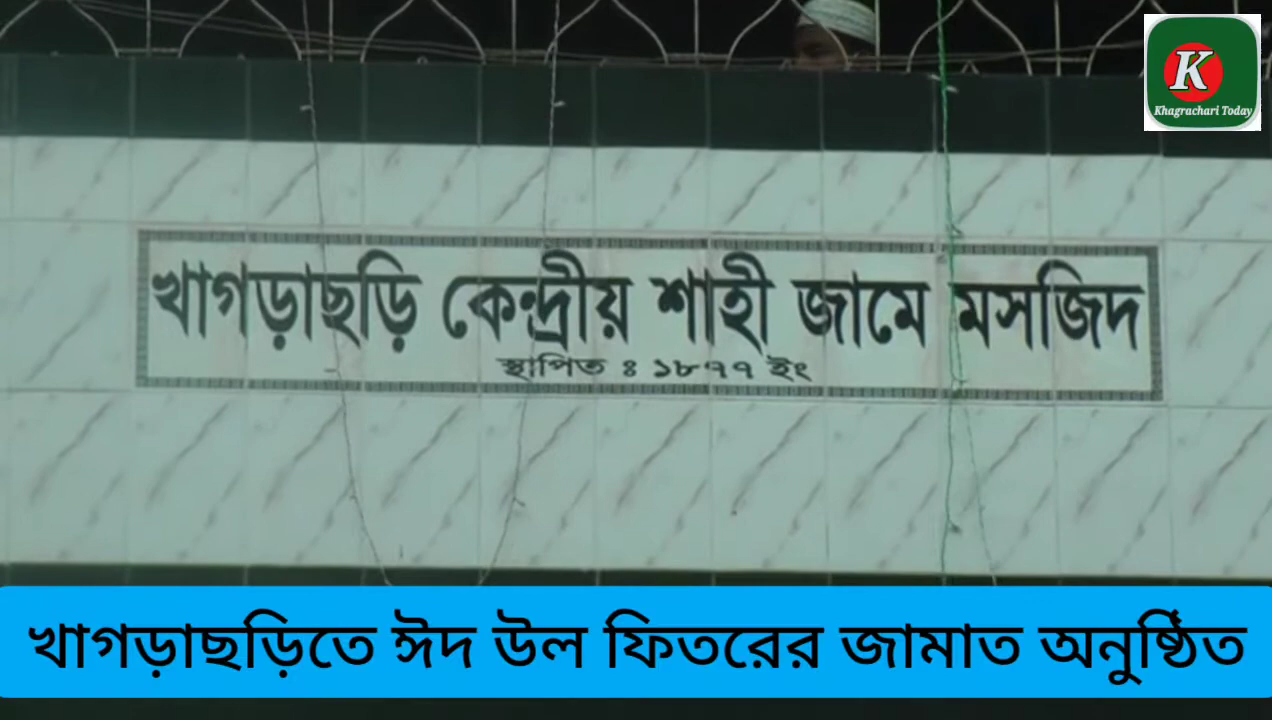 K
Khagrachari Today
খাগড়াছড়ি কেন্দ্রীয় শাহী জামে মসজিদ
স্থাপিত ঃ ১৮৭৭ ইং
খাগড়াছড়িতে ঈদ উল ফিতরের জামাত অনুষ্ঠিত